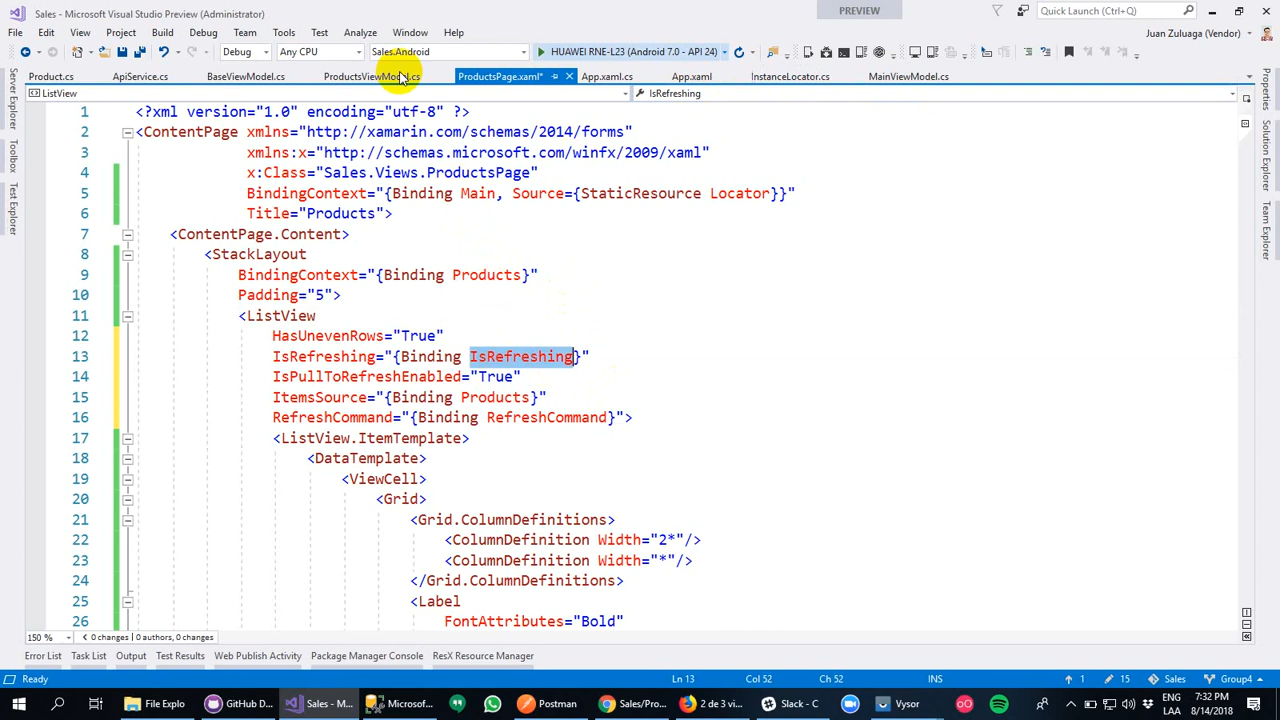 Sales - Microsoft Visual Studio Preview (Administrator)
PREVIEW
Quick Launch (Ctrl+Q)
File Edit View Project Build Debug Team Tools Test Analyze Window Help
Juan Zuluaga (Vendor)
Debug Any CPU Sales.Android HUAWEI RNE-L23 (Android 7.0 - API 24)
Product.cs ApiService.cs BaseViewModel.cs ProductsViewModel.cs ProductsPage.xaml* App.xaml.cs App.xaml InstanceLocator.cs MainViewModel.cs
ListView IsRefreshing
Server Explorer
Toolbox
Test Explorer
Properties
Solution Explorer
Team Explorer
1 <?xml version="1.0" encoding="utf-8" ?>
2 <ContentPage xmlns="http://xamarin.com/schemas/2014/forms"
3 xmlns:x="http://schemas.microsoft.com/winfx/2009/xaml"
4 x:Class="Sales.Views.ProductsPage"
5 BindingContext="{Binding Main, Source={StaticResource Locator}}"
6 Title="Products">
7 <ContentPage.Content>
8 <StackLayout
9 BindingContext="{Binding Products}"
10 Padding="5">
11 <ListView
12 HasUnevenRows="True"
13 IsRefreshing="{Binding IsRefreshing}"
14 IsPullToRefreshEnabled="True"
15 ItemsSource="{Binding Products}"
16 RefreshCommand="{Binding RefreshCommand}">
17 <ListView.ItemTemplate>
18 <DataTemplate>
19 <ViewCell>
20 <Grid>
21 <Grid.ColumnDefinitions>
22 <ColumnDefinition Width="2*"/>
23 <ColumnDefinition Width="*"/>
24 </Grid.ColumnDefinitions>
25 <Label
26 FontAttributes="Bold"
150 % 0 changes | 0 authors, 0 changes
Error List Task List Output Test Results Web Publish Activity Package Manager Console ResX Resource Manager
Ready Ln 13 Col 52 Ch 52 INS 1 15 Sales Group4
File Explo GitHub D... Sales - M... Microsof... Postman Sales/Pro... 2 de 3 vi... Slack - C... Vysor
ENG
LAA
7:32 PM
8/14/2018